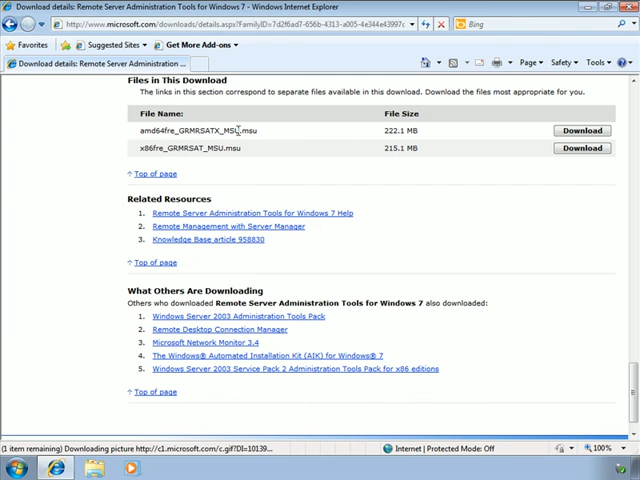 Download details: Remote Server Administration Tools for Windows 7 - Windows Internet Explorer
http://www.microsoft.com/downloads/details.aspx?FamilyID=7d2f6ad7-656b-4313-a005-4e344e43997
Bing
Favorites
Suggested Sites
Get More Add-ons
Download details: Remote Server Administration ...
Page
Safety
Tools
Files in This Download
The links in this section correspond to separate files available in this download. Download the files most appropriate for you.
File Name: File Size
amd64fre_GRMRSATX_MSU.msu 222.1 MB Download
x86fre_GRMRSAT_MSU.msu 215.1 MB Download
Top of page
Related Resources
1. Remote Server Administration Tools for Windows 7 Help
2. Remote Management with Server Manager
3. Knowledge Base article 958830
Top of page
What Others Are Downloading
Others who downloaded Remote Server Administration Tools for Windows 7 also downloaded:
1. Windows Server 2003 Administration Tools Pack
2. Remote Desktop Connection Manager
3. Microsoft Network Monitor 3.4
4. The Windows® Automated Installation Kit (AIK) for Windows® 7
5. Windows Server 2003 Service Pack 2 Administration Tools Pack for x86 editions
Top of page
(1 item remaining) Downloading picture http://c1.microsoft.com/c.gif?DI=10139...
Internet | Protected Mode: Off
100%